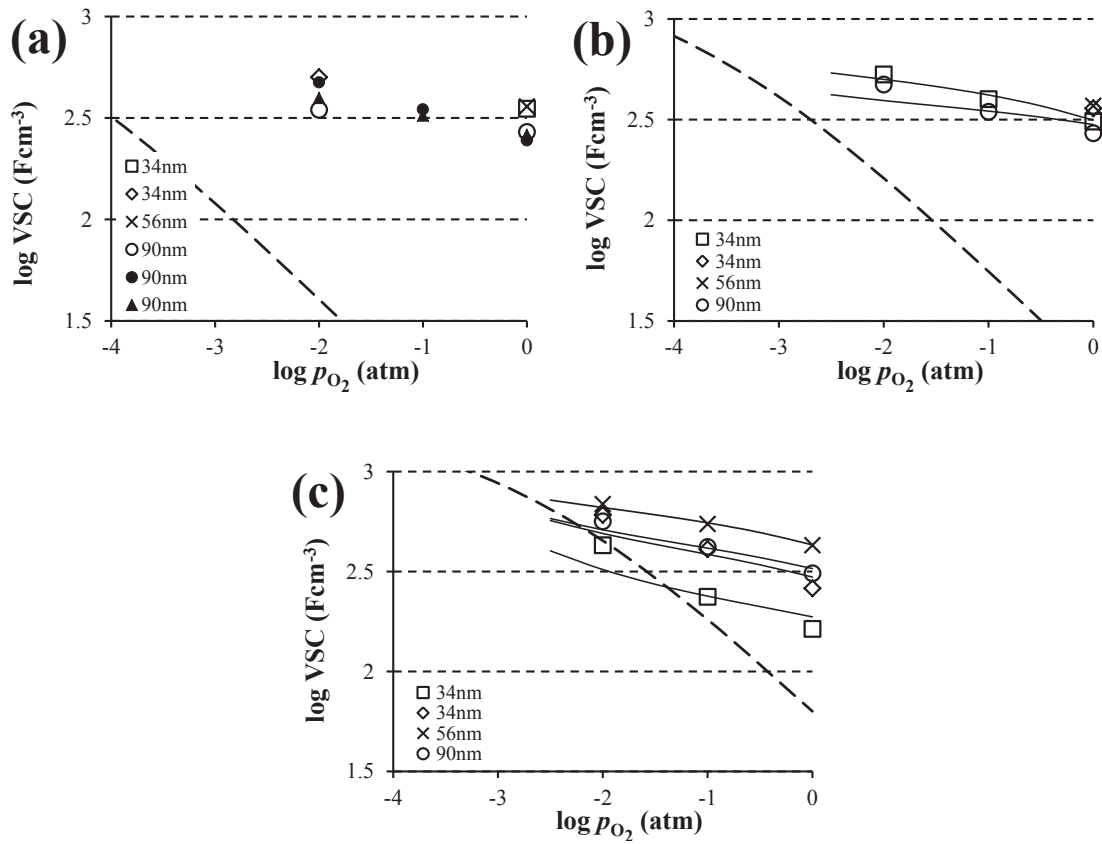 (a)
3
2.5
2
1.5
log VSC (Fcm-3)
34nm
34nm
56nm
90nm
90nm
90nm
-4 -3 -2 -1 0
log pO2 (atm)
(b)
3
2.5
2
1.5
log VSC (Fcm-3)
34nm
34nm
56nm
90nm
-4 -3 -2 -1 0
log pO2 (atm)
(c)
3
2.5
2
1.5
log VSC (Fcm-3)
34nm
34nm
56nm
90nm
-4 -3 -2 -1 0
log pO2 (atm)